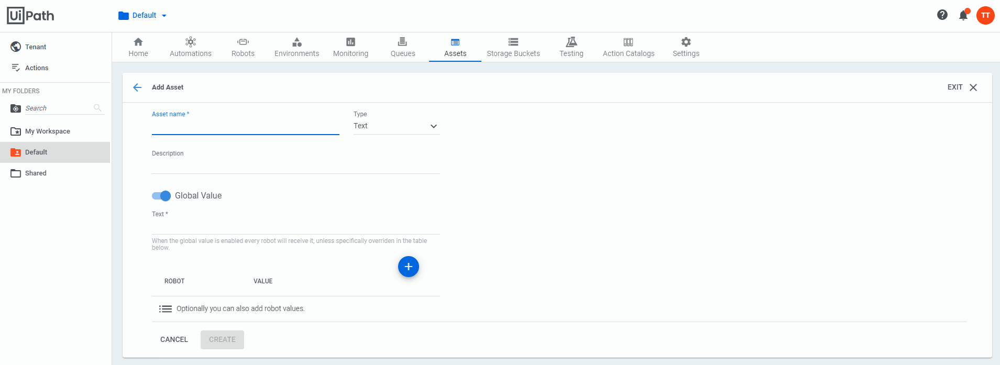 UiPath
Default
TT
Tenant
Actions
MY FOLDERS
Search
My Workspace
Default
Shared
Home
Automations
Robots
Environments
Monitoring
Queues
Assets
Storage Buckets
Testing
Action Catalogs
Settings
Add Asset
EXIT
Asset name *
Type
Text
Description
Global Value
Text *
When the global value is enabled every robot will receive it, unless specifically overriden in the table
below.
ROBOT
VALUE
Optionally you can also add robot values.
CANCEL
CREATE